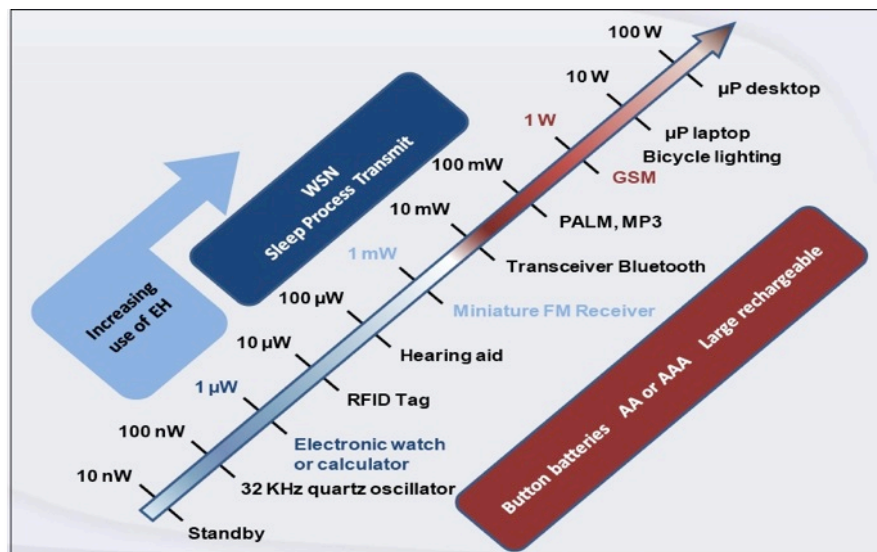 100 W
10 W
1 W
100 mW
10 mW
1 mW
100 µW
10 µW
1 µW
100 nW
10 nW
µP desktop
µP laptop
Bicycle lighting
GSM
PALM, MP3
Transceiver Bluetooth
Miniature FM Receiver
Hearing aid
RFID Tag
Electronic watch
or calculator
32 KHz quartz oscillator
Standby
WSN
Sleep Process Transmit
Increasing
use of EH
Button batteries AA or AAA Large rechargeable